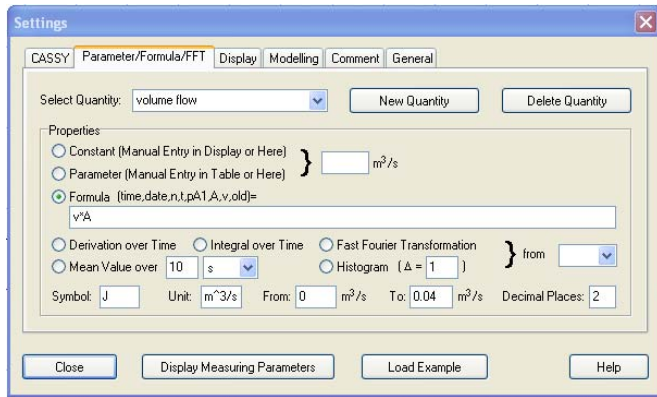 Settings
CASSY Parameter/Formula/FFT Display Modelling Comment General
Select Quantity: volume flow New Quantity Delete Quantity
Properties
Constant (Manual Entry in Display or Here)
} m³/s
Parameter (Manual Entry in Table or Here)
Formula (time,date,n,t,pA1,A,v,old)=
v*A
Derivation over Time Integral over Time Fast Fourier Transformation
} from
Mean Value over 10 s Histogram (Δ = 1 )
Symbol: J Unit: m^3/s From: 0 m³/s To: 0.04 m³/s Decimal Places: 2
Close Display Measuring Parameters Load Example Help